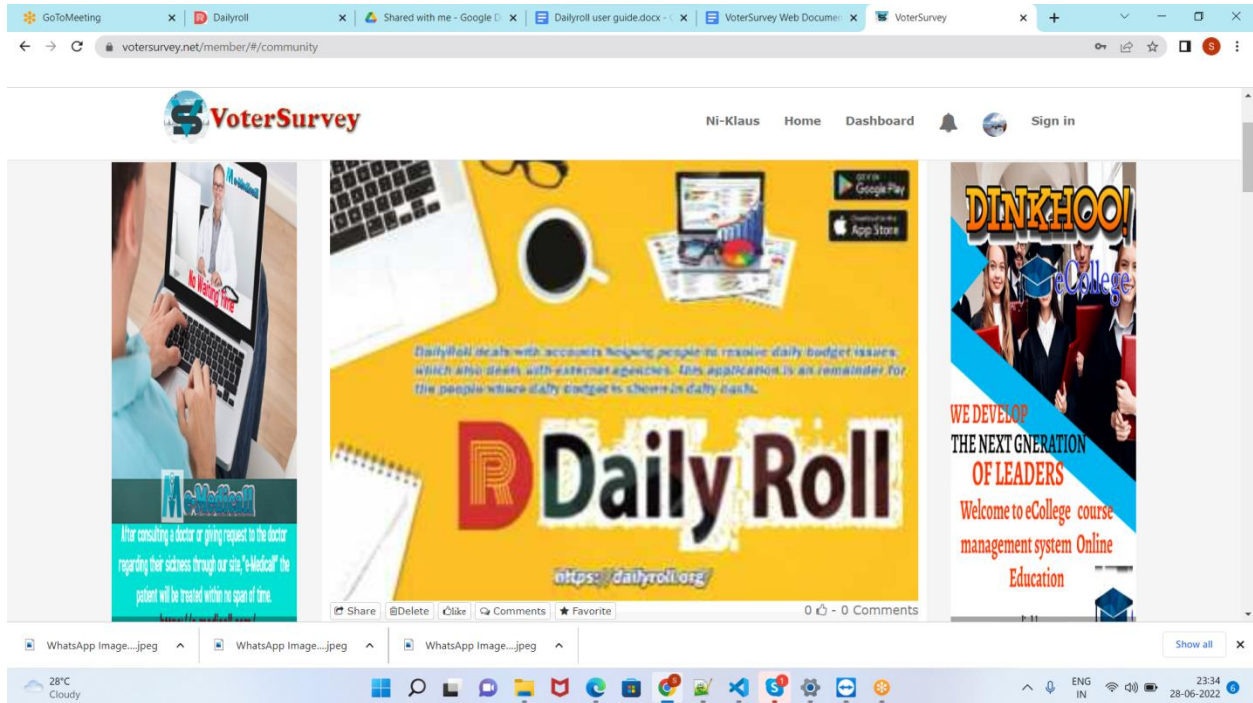 GoToMeeting
Dailyroll
Shared with me - Google D
Dailyroll user guide.docx -
VoterSurvey Web Documen
VoterSurvey
votersurvey.net/member/#/community
VoterSurvey
Ni-Klaus Home Dashboard Sign in
Me-Medicall
No Waiting Time
Me-Medicall
After consulting a doctor or giving request to the doctor
regarding their sickness through our site,"e-Medicall" the
patient will be treated within no span of time.
GET IT ON
Google Play
Download on the
App Store
DailyRoll deals with accounts helping people to resolve daily budget issues,
which also deals with external agencies. This application is an remainder for
the people where daily budget is shown in daily dash.
R Daily Roll
https://dailyroll.org/
Share Delete like Comments Favorite 0 - 0 Comments
DINKHOO!
eCollege
WE DEVELOP
THE NEXT GNERATION
OF LEADERS
Welcome to eCollege course
management system Online
Education
WhatsApp Image....jpeg WhatsApp Image....jpeg WhatsApp Image....jpeg Show all
28°C
Cloudy
ENG
IN
23:34
28-06-2022
6